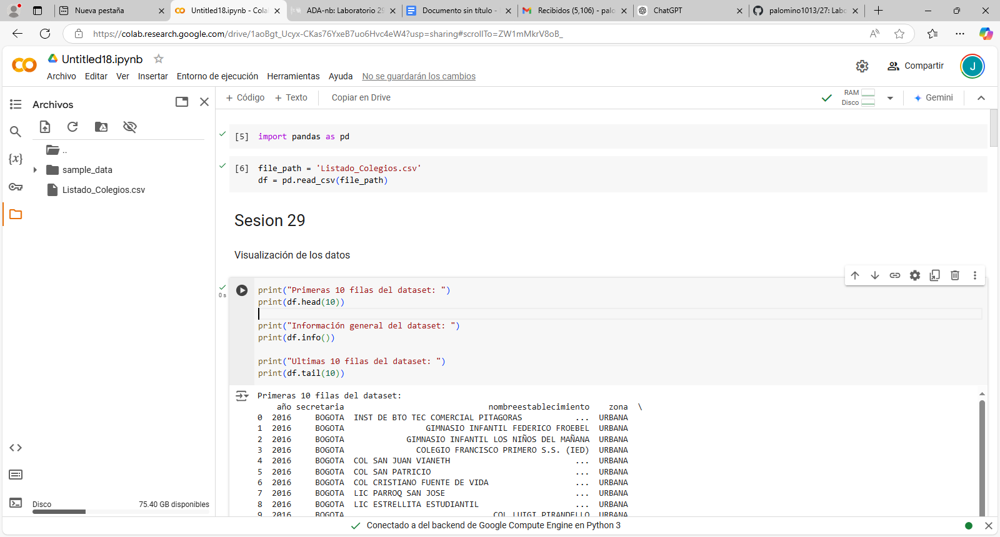 Nueva pestaña
Untitled18.ipynb - Cola
ADA-nb: Laboratorio 29
Documento sin título -
Recibidos (5,106) - palo
ChatGPT
palomino1013/27: Labo
https://colab.research.google.com/drive/1aoBgt_Ucyx-CKas76YxeB7uo6Hvc4eW4?usp=sharing#scrollTo=ZW1mMkrV8oB_
Untitled18.ipynb
Compartir
J
Archivo Editar Ver Insertar Entorno de ejecución Herramientas Ayuda No se guardarán los cambios
Archivos
+ Código + Texto Copiar en Drive
RAM
Disco
Gemini
..
sample_data
Listado_Colegios.csv
{x}
[5] import pandas as pd
[6] file_path = 'Listado_Colegios.csv'
df = pd.read_csv(file_path)
Sesion 29
Visualización de los datos
0 s
print("Primeras 10 filas del dataset: ")
print(df.head(10))
print("Información general del dataset: ")
print(df.info())
print("Ultimas 10 filas del dataset: ")
print(df.tail(10))
Primeras 10 filas del dataset:
año secretaria nombreestablecimiento zona \
0 2016 BOGOTA INST DE BTO TEC COMERCIAL PITAGORAS ... URBANA
1 2016 BOGOTA GIMNASIO INFANTIL FEDERICO FROEBEL URBANA
2 2016 BOGOTA GIMNASIO INFANTIL LOS NIÑOS DEL MAÑANA URBANA
3 2016 BOGOTA COLEGIO FRANCISCO PRIMERO S.S. (IED) URBANA
4 2016 BOGOTA COL SAN JUAN VIANETH ... URBANA
5 2016 BOGOTA COL SAN PATRICIO ... URBANA
6 2016 BOGOTA COL CRISTIANO FUENTE DE VIDA ... URBANA
7 2016 BOGOTA LIC PARROQ SAN JOSE ... URBANA
8 2016 BOGOTA LIC ESTRELLITA ESTUDIANTIL ... URBANA
9 2016 BOGOTA COL LUIGI PIRANDELLO URBANA
Disco 75.40 GB disponibles
Conectado a del backend de Google Compute Engine en Python 3